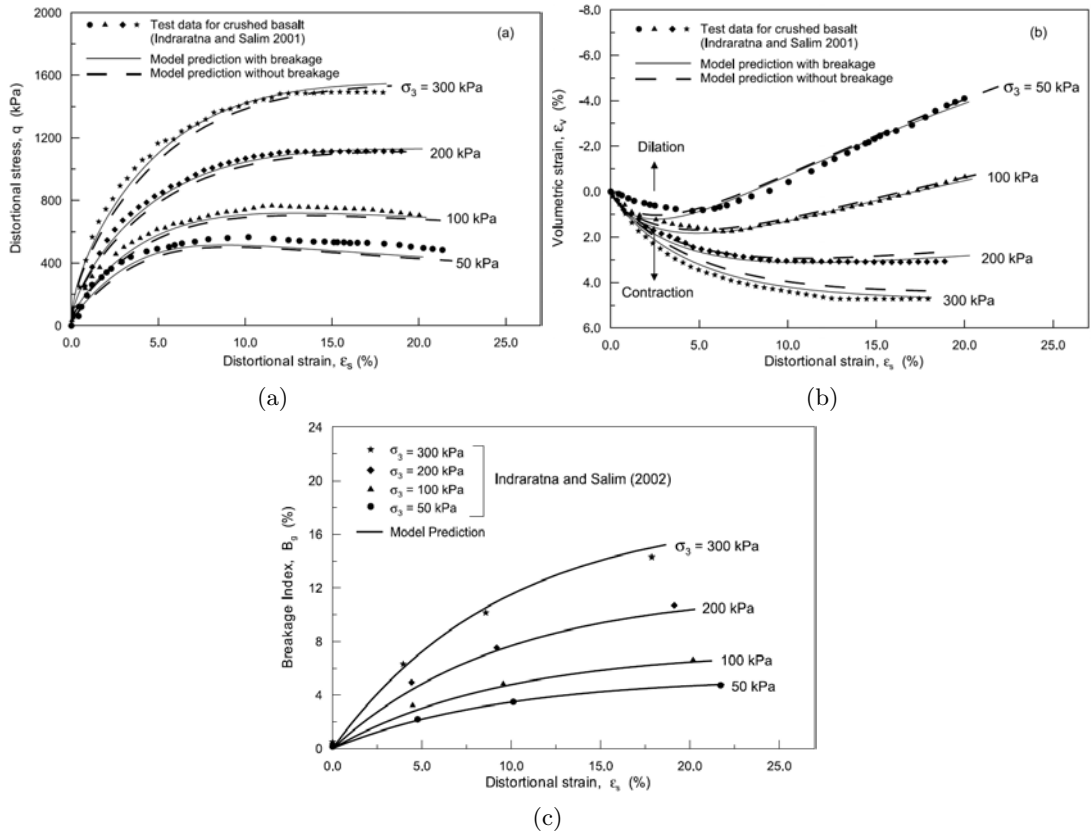 2000
1600
1200
800
400
0
Distortional stress, q (kPa)
Test data for crushed basalt
(Indraratna and Salim 2001)
Model prediction with breakage
Model prediction without breakage
(a)
σ3 = 300 kPa
200 kPa
100 kPa
50 kPa
0.0 5.0 10.0 15.0 20.0 25.0
Distortional strain, εs (%)
(a)
-8.0
-6.0
-4.0
-2.0
0.0
2.0
4.0
6.0
Volumetric strain, εv (%)
Test data for crushed basalt
(Indraratna and Salim 2001)
Model prediction with breakage
Model prediction without breakage
(b)
σ3 = 50 kPa
Dilation
100 kPa
200 kPa
Contraction
300 kPa
0.0 5.0 10.0 15.0 20.0 25.0
Distortional strain, εs (%)
(b)
24
20
16
12
8
4
0
Breakage Index, Bg (%)
σ3 = 300 kPa
σ3 = 200 kPa
σ3 = 100 kPa
σ3 = 50 kPa
Indraratna and Salim (2002)
Model Prediction
σ3 = 300 kPa
200 kPa
100 kPa
50 kPa
0.0 5.0 10.0 15.0 20.0 25.0
Distortional strain, εs (%)
(c)